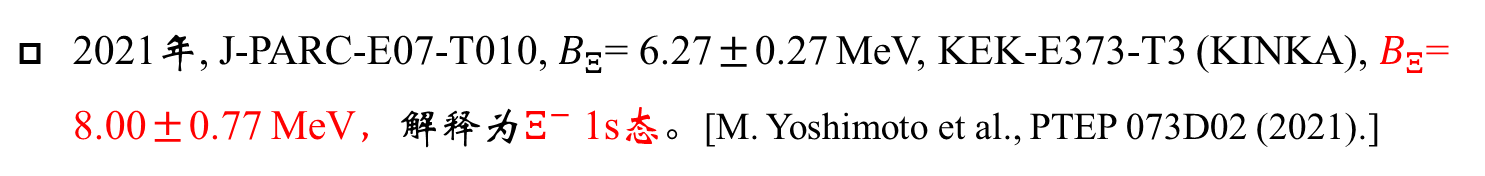 2021年, J-PARC-E07-T010, BΞ= 6.27±0.27 MeV, KEK-E373-T3 (KINKA), BΞ=
8.00±0.77 MeV，解释为Ξ− 1s态。[M. Yoshimoto et al., PTEP 073D02 (2021).]